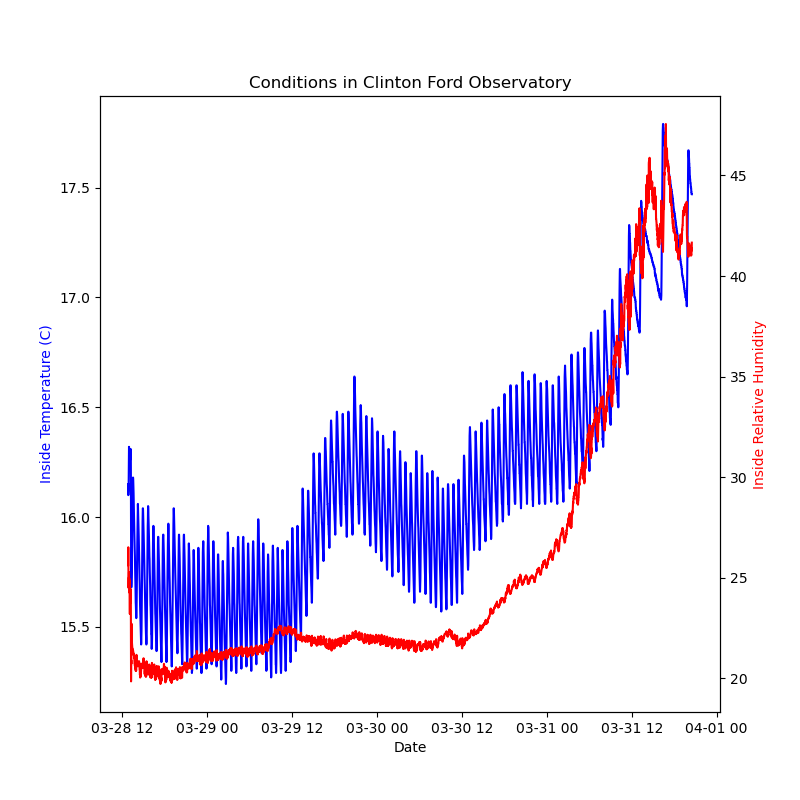 Conditions in Clinton Ford Observatory
Inside Temperature (C)
17.5
17.0
16.5
16.0
15.5
45
40
35
30
25
20
Inside Relative Humidity
03-28 12 03-29 00 03-29 12 03-30 00 03-30 12 03-31 00 03-31 12 04-01 00
Date